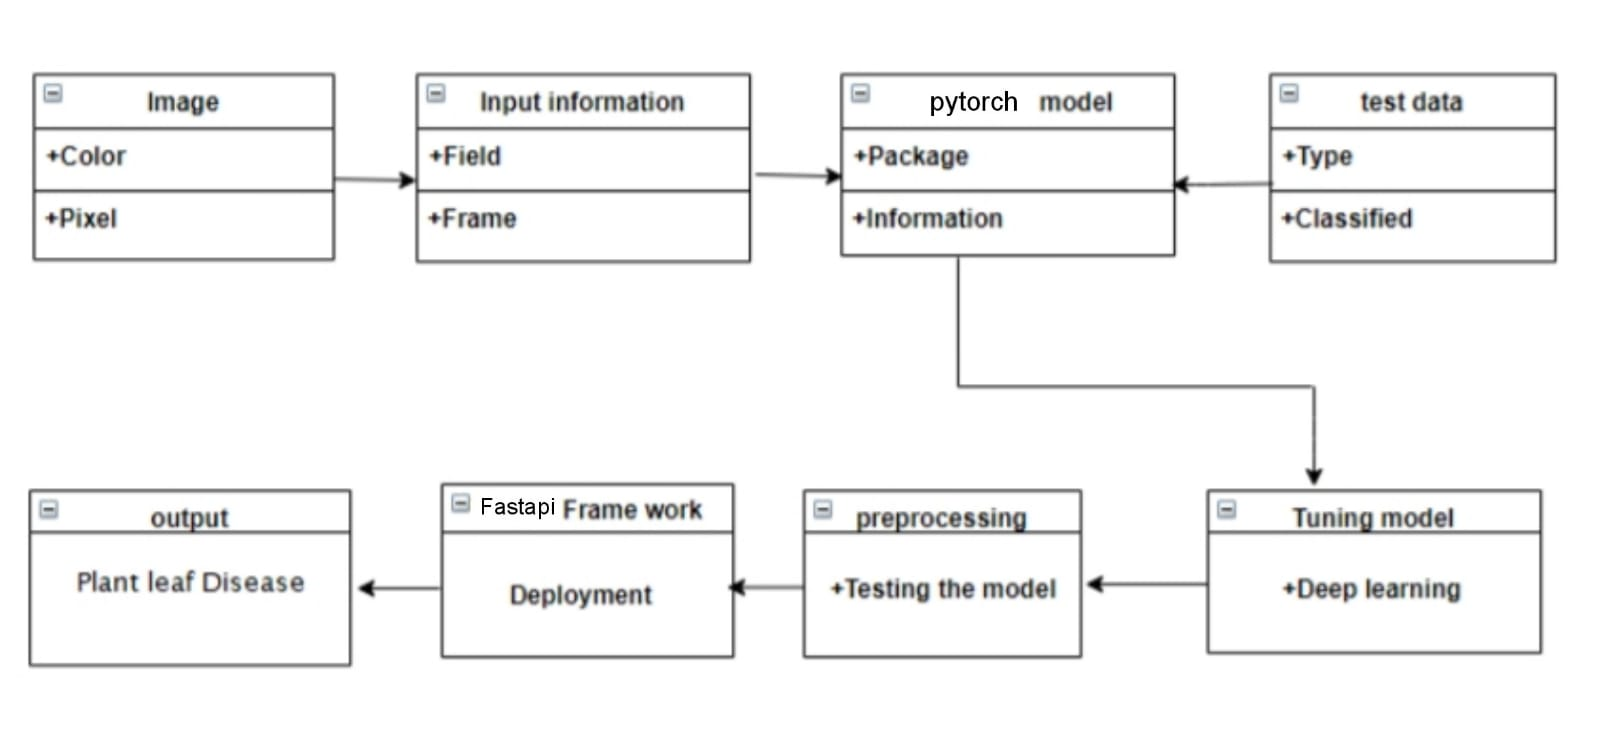 Image
+Color
+Pixel
Input information
+Field
+Frame
pytorch model
+Package
+Information
test data
+Type
+Classified
output
Plant leaf Disease
Fastapi Frame work
Deployment
preprocessing
+Testing the model
Tuning model
+Deep learning